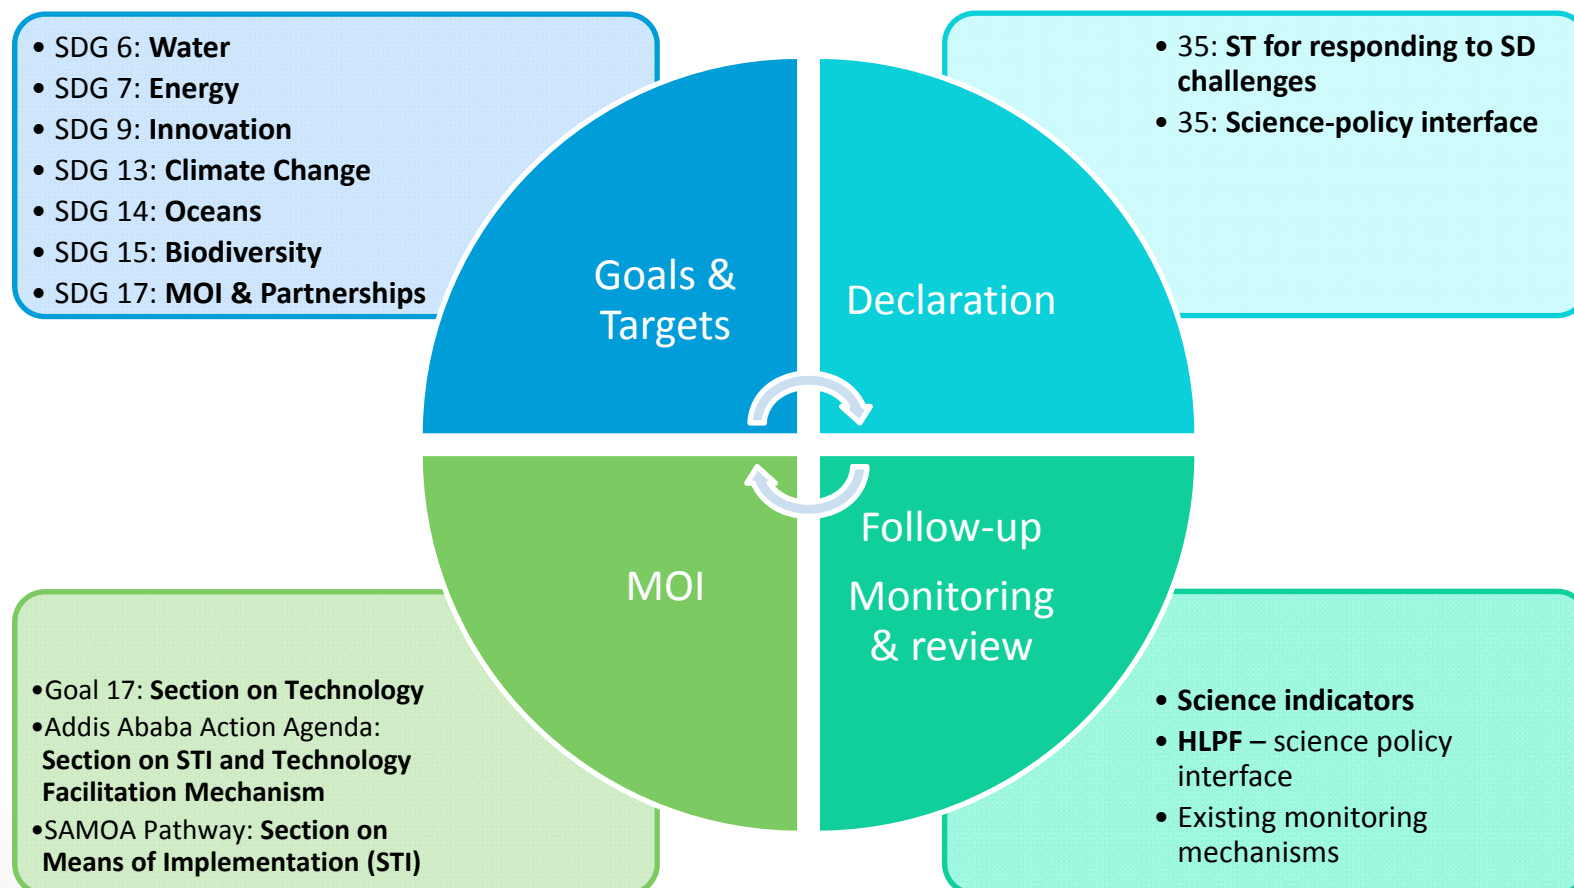 • SDG 6: Water
• SDG 7: Energy
• SDG 9: Innovation
• SDG 13: Climate Change
• SDG 14: Oceans
• SDG 15: Biodiversity
• SDG 17: MOI & Partnerships
• 35: ST for responding to SD
challenges
• 35: Science-policy interface
Goals &
Targets
Declaration
MOI
Follow-up
Monitoring
& review
•Goal 17: Section on Technology
•Addis Ababa Action Agenda:
Section on STI and Technology
Facilitation Mechanism
•SAMOA Pathway: Section on
Means of Implementation (STI)
• Science indicators
• HLPF – science policy
interface
• Existing monitoring
mechanisms